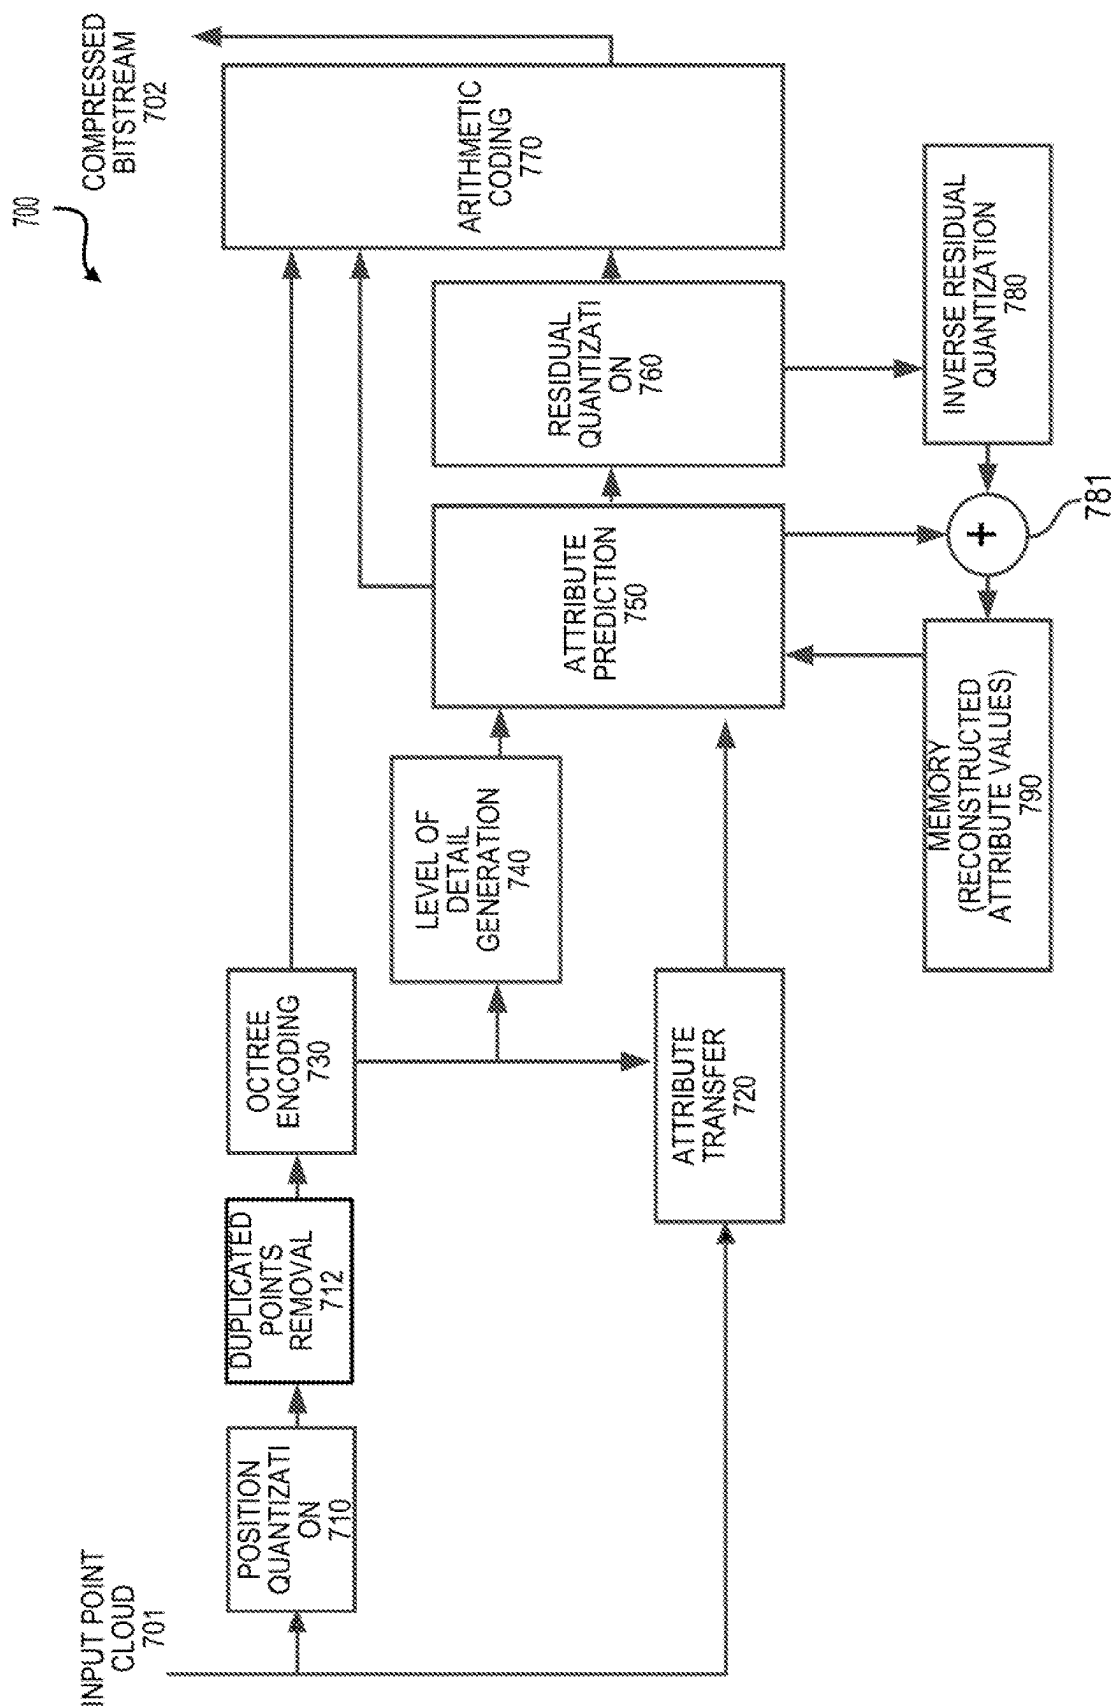 700
INPUT POINT
CLOUD
701
COMPRESSED
BITSTREAM
702
POSITION
QUANTIZATI
ON
710
DUPLICATED
POINTS
REMOVAL
712
OCTREE
ENCODING
730
LEVEL OF
DETAIL
GENERATION
740
ATTRIBUTE
TRANSFER
720
ATTRIBUTE
PREDICTION
750
RESIDUAL
QUANTIZATI
ON
760
ARITHMETIC
CODING
770
INVERSE RESIDUAL
QUANTIZATION
780
+
781
MEMORY
(RECONSTRUCTED
ATTRIBUTE VALUES)
790